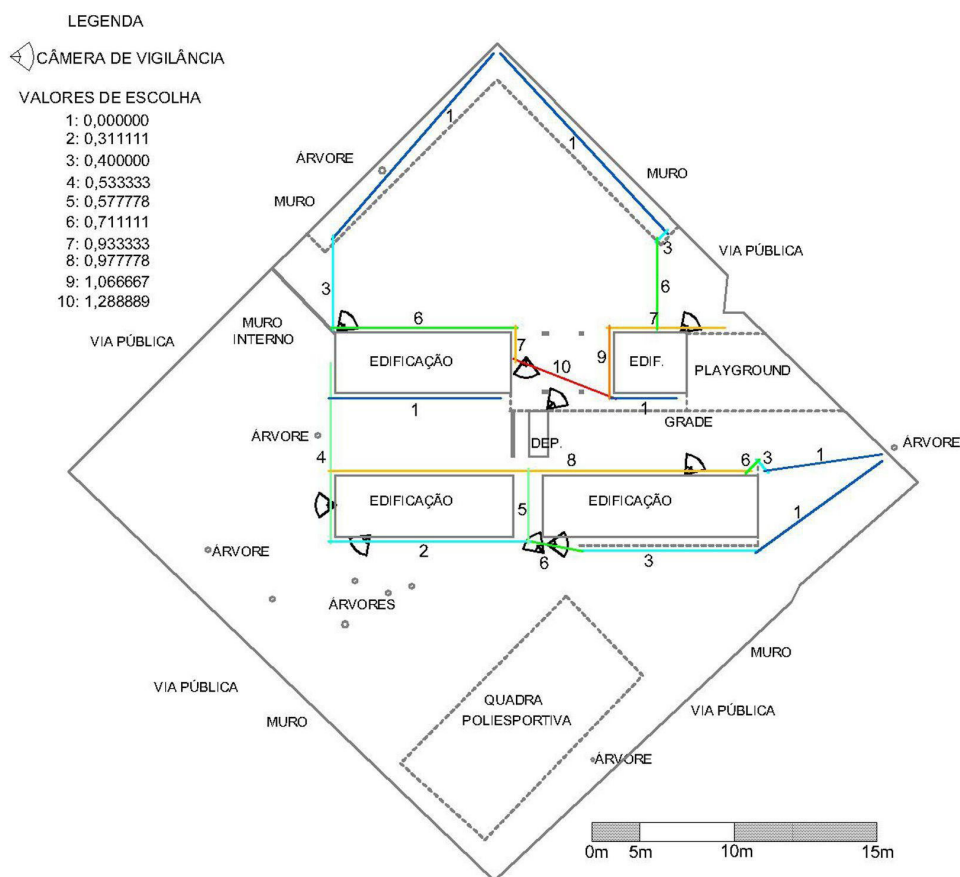 LEGENDA
CÂMERA DE VIGILÂNCIA
VALORES DE ESCOLHA
1: 0,000000
2: 0,311111
3: 0,400000
4: 0,533333
5: 0,577778
6: 0,711111
7: 0,933333
8: 0,977778
9: 1,066667
10: 1,288889
1
ÁRVORE
1
MURO
MURO
3
VIA PÚBLICA
3
6
MURO
INTERNO
VIA PÚBLICA
6
7
7
10
9
EDIFICAÇÃO
EDIF.
PLAYGROUND
1
1
GRADE
ÁRVORE
DEP.
ÁRVORE
4
8
6
3
1
EDIFICAÇÃO
5
EDIFICAÇÃO
1
2
6
3
ÁRVORE
ÁRVORES
MURO
VIA PÚBLICA
MURO
QUADRA
POLIESPORTIVA
VIA PÚBLICA
ÁRVORE
0m 5m 10m 15m